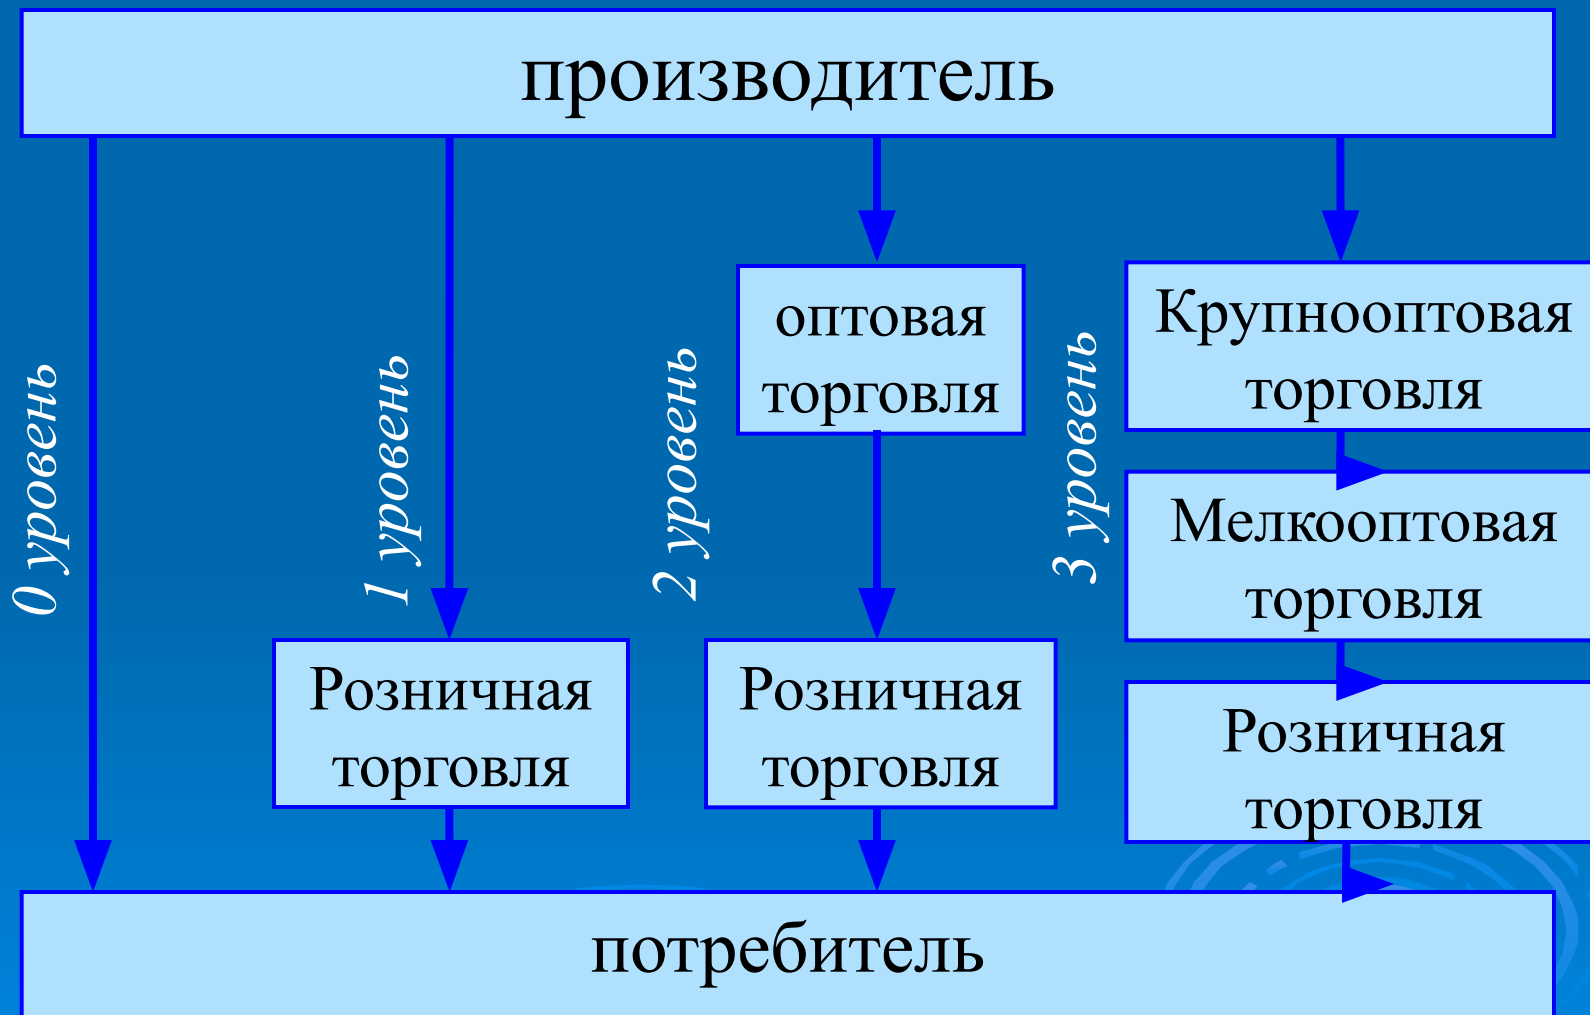 производитель
0 уровень
1 уровень
Розничная
торговля
2 уровень
оптовая
торговля
Розничная
торговля
3 уровень
Крупнооптовая
торговля
Мелкооптовая
торговля
Розничная
торговля
потребитель